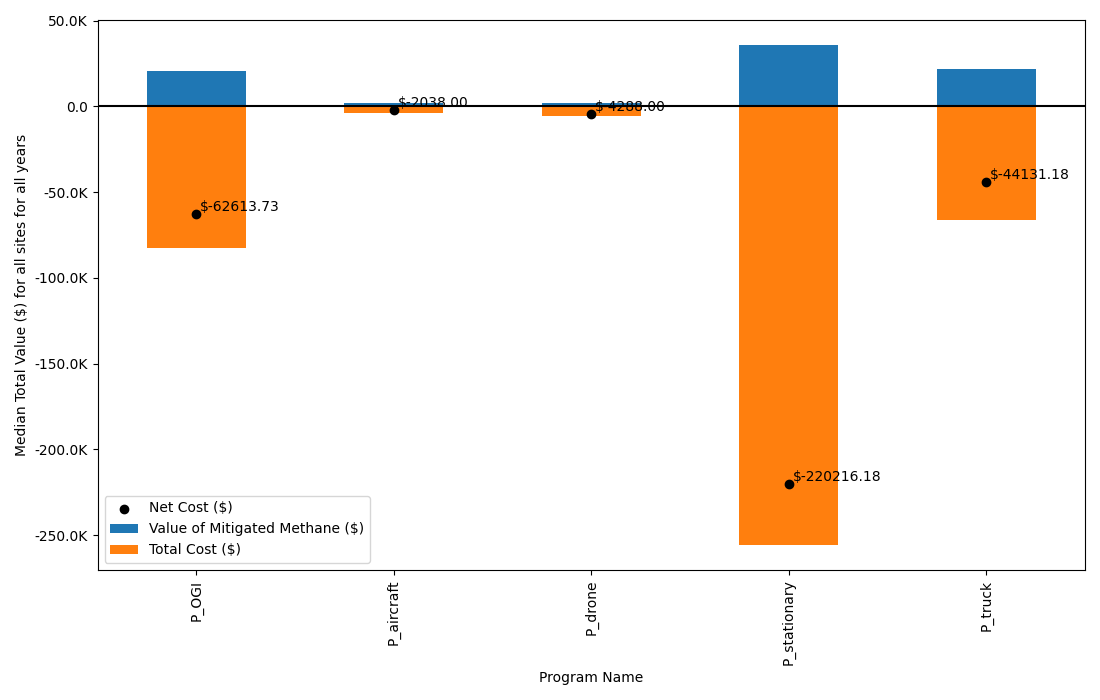 50.0K
0.0
-50.0K
-100.0K
-150.0K
-200.0K
-250.0K
Median Total Value ($) for all sites for all years
$-62613.73
$-2038.00
$-4288.00
$-220216.18
$-44131.18
Net Cost ($)
Value of Mitigated Methane ($)
Total Cost ($)
P_OGI
P_aircraft
P_drone
P_stationary
P_truck
Program Name